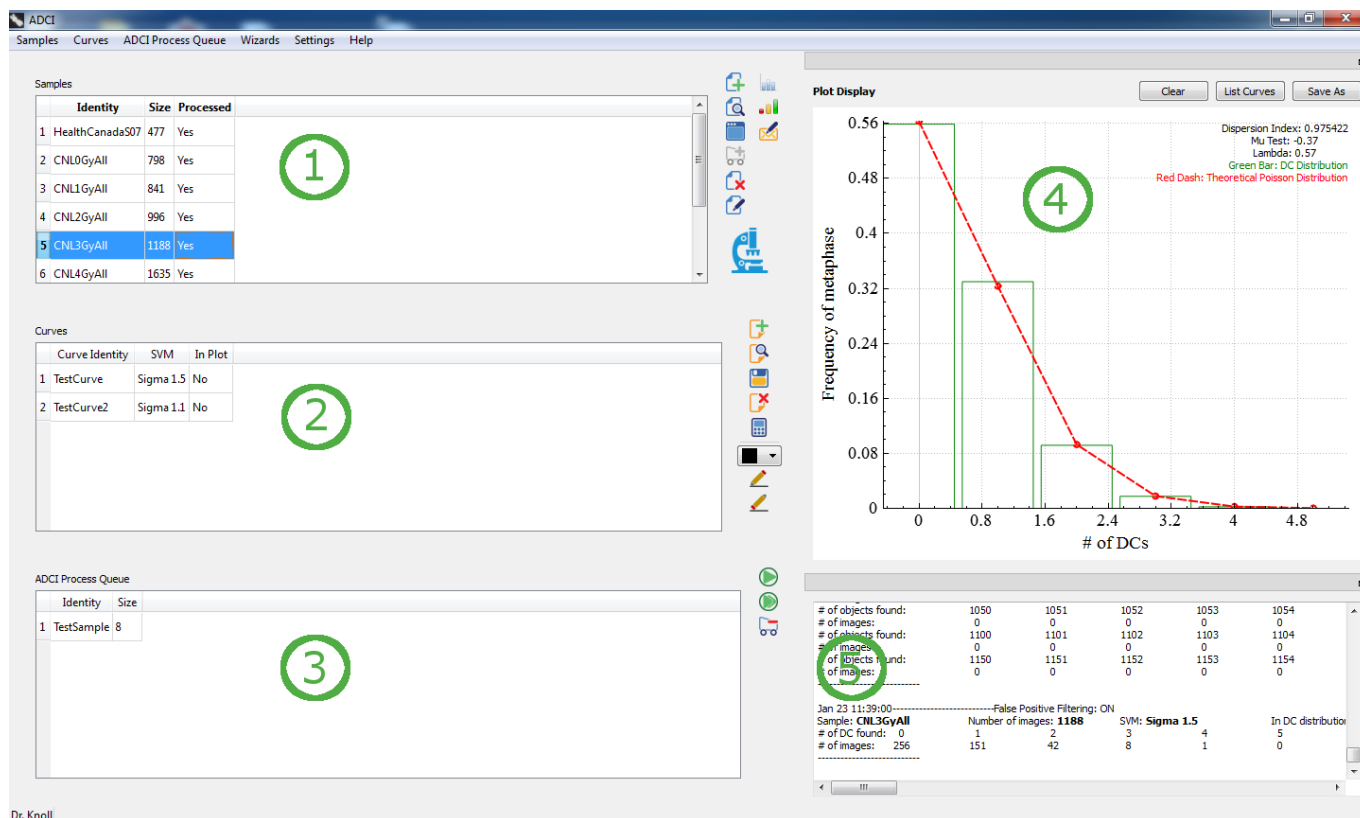 ADCI
Samples Curves ADCI Process Queue Wizards Settings Help
Samples
Identity Size Processed
1 HealthCanadaS07 477 Yes
2 CNL0GyAll 798 Yes
3 CNL1GyAll 841 Yes
4 CNL2GyAll 996 Yes
5 CNL3GyAll 1188 Yes
6 CNL4GyAll 1635 Yes
1
Curves
Curve Identity SVM In Plot
1 TestCurve Sigma 1.5 No
2 TestCurve2 Sigma 1.1 No
2
ADCI Process Queue
Identity Size
1 TestSample 8
3
Plot Display Clear List Curves Save As
Dispersion Index: 0.975422
Mu Test: -0.37
Lambda: 0.57
Green Bar: DC Distribution
Red Dash: Theoretical Poisson Distribution
4
Frequency of metaphase
0.56
0.48
0.4
0.32
0.24
0.16
0.08
0
0 0.8 1.6 2.4 3.2 4 4.8
# of DCs
# of objects found: 1050 1051 1052 1053 1054
# of images: 0 0 0 0 0
# of objects found: 1100 1101 1102 1103 1104
# of images: 0 0 0 0 0
# of objects found: 1150 1151 1152 1153 1154
# of images: 0 0 0 0
---------------------------
5
Jan 23 11:39:00---------------------------False Positive Filtering: ON
Sample: CNL3GyAll Number of images: 1188 SVM: Sigma 1.5 In DC distribution
# of DC found: 0 1 2 3 4 5
# of images: 256 151 42 8 1 0
---------------------------
Dr. Knoll